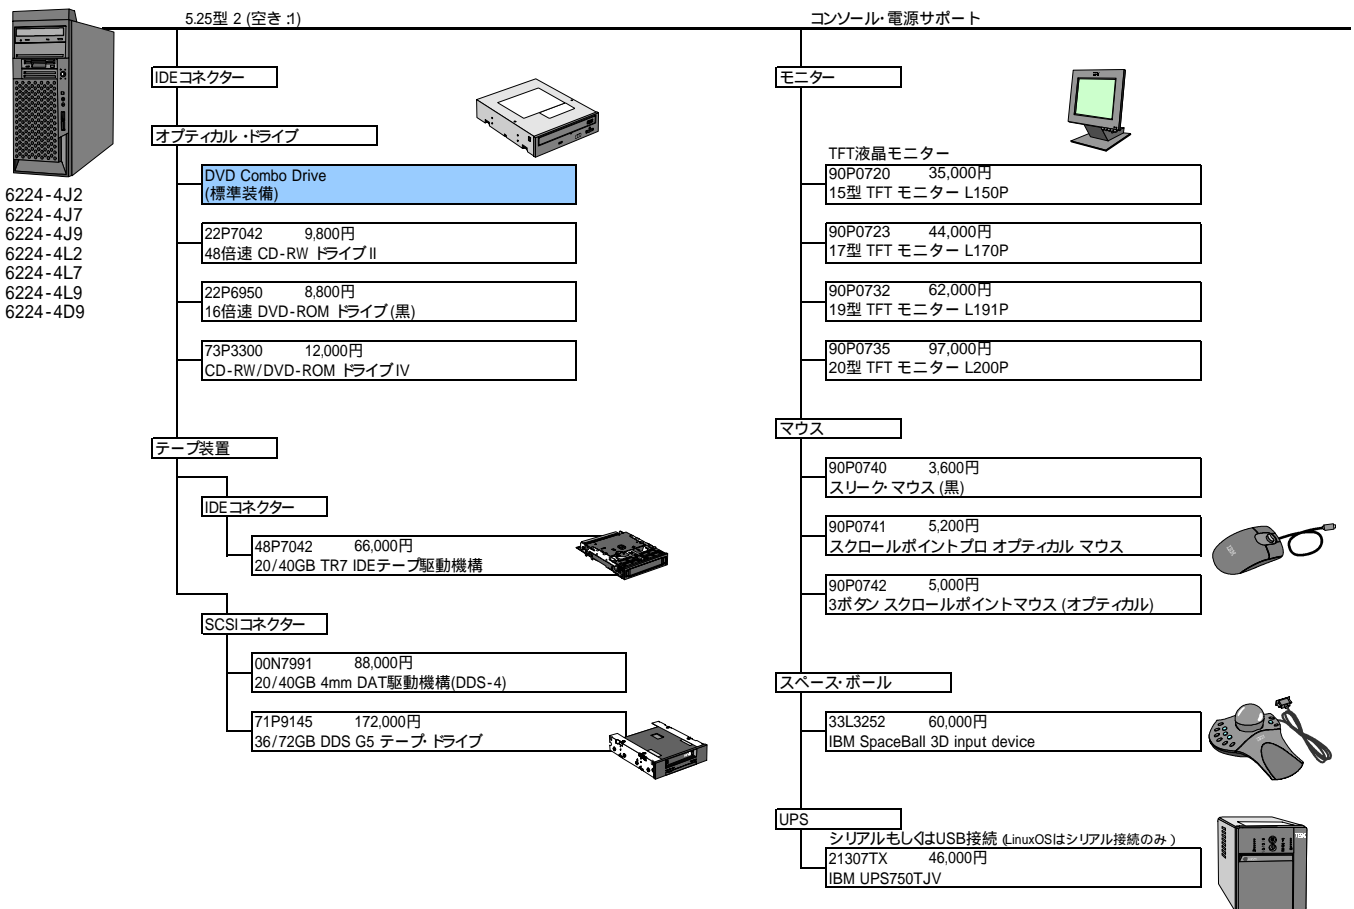 5.25型 2 (空き :1)
IDEコネクター
オプティカル・ドライブ
DVD Combo Drive
(標準装備)
22P7042 9,800円
48倍速 CD-RW ドライブ II
22P6950 8,800円
16倍速 DVD-ROM ドライブ (黒)
73P3300 12,000円
CD-RW/DVD-ROM ドライブ IV
6224-4J2
6224-4J7
6224-4J9
6224-4L2
6224-4L7
6224-4L9
6224-4D9
テープ装置
IDEコネクター
48P7042 66,000円
20/40GB TR7 IDEテープ駆動機構
SCSIコネクター
00N7991 88,000円
20/40GB 4mm DAT駆動機構(DDS-4)
71P9145 172,000円
36/72GB DDS G5 テープ・ドライブ
コンソール・電源サポート
モニター
TFT液晶モニター
90P0720 35,000円
15型 TFT モニター L150P
90P0723 44,000円
17型 TFT モニター L170P
90P0732 62,000円
19型 TFT モニター L191P
90P0735 97,000円
20型 TFT モニター L200P
マウス
90P0740 3,600円
スリーク・マウス (黒)
90P0741 5,200円
スクロールポイントプロ オプティカル マウス
90P0742 5,000円
3ボタン スクロールポイントマウス (オプティカル)
スペース・ボール
33L3252 60,000円
IBM SpaceBall 3D input device
UPS
シリアルもしくはUSB接続 (LinuxOSはシリアル接続のみ )
21307TX 46,000円
IBM UPS750TJV